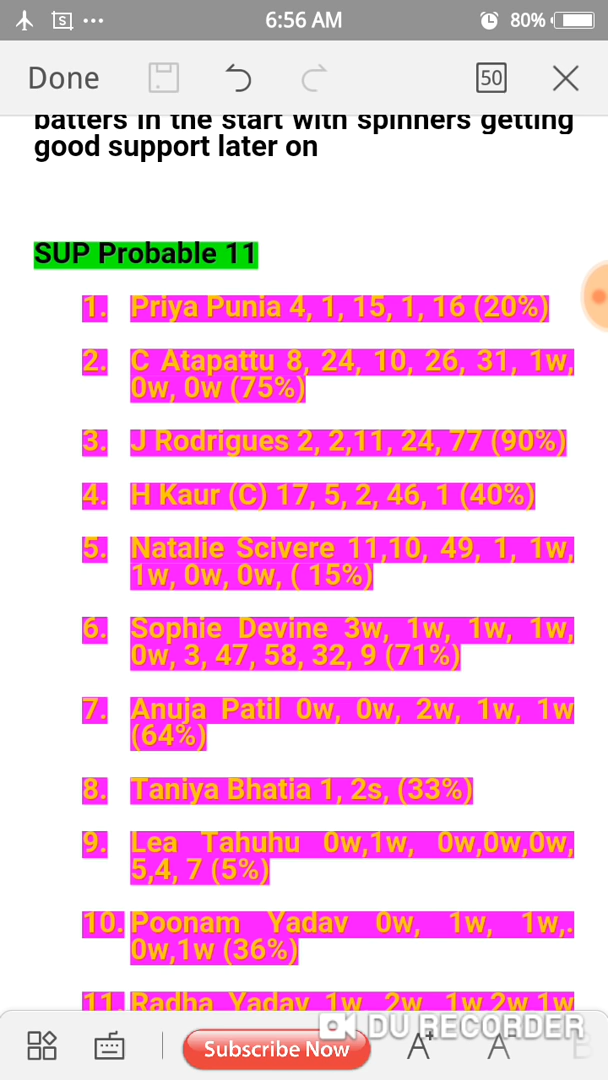 6:56 AM
80%
Done
50
batters in the start with spinners getting
good support later on
SUP Probable 11
1. Priya Punia 4, 1, 15, 1, 16 (20%)
2. C Atapattu 8, 24, 10, 26, 31, 1w,
0w, 0w (75%)
3. J Rodrigues 2, 2,11, 24, 77 (90%)
4. H Kaur (C) 17, 5, 2, 46, 1 (40%)
5. Natalie Scivere 11,10, 49, 1, 1w,
1w, 0w, 0w, ( 15%)
6. Sophie Devine 3w, 1w, 1w, 1w,
0w, 3, 47, 58, 32, 9 (71%)
7. Anuja Patil 0w, 0w, 2w, 1w, 1w
(64%)
8. Taniya Bhatia 1, 2s, (33%)
9. Lea Tahuhu 0w,1w, 0w,0w,0w,
5,4, 7 (5%)
10. Poonam Yadav 0w, 1w, 1w,.
0w,1w (36%)
11. Radha Yadav 1w, 2w, 1w,2w,1w
DU RECORDER
Subscribe Now
A+
A-
B